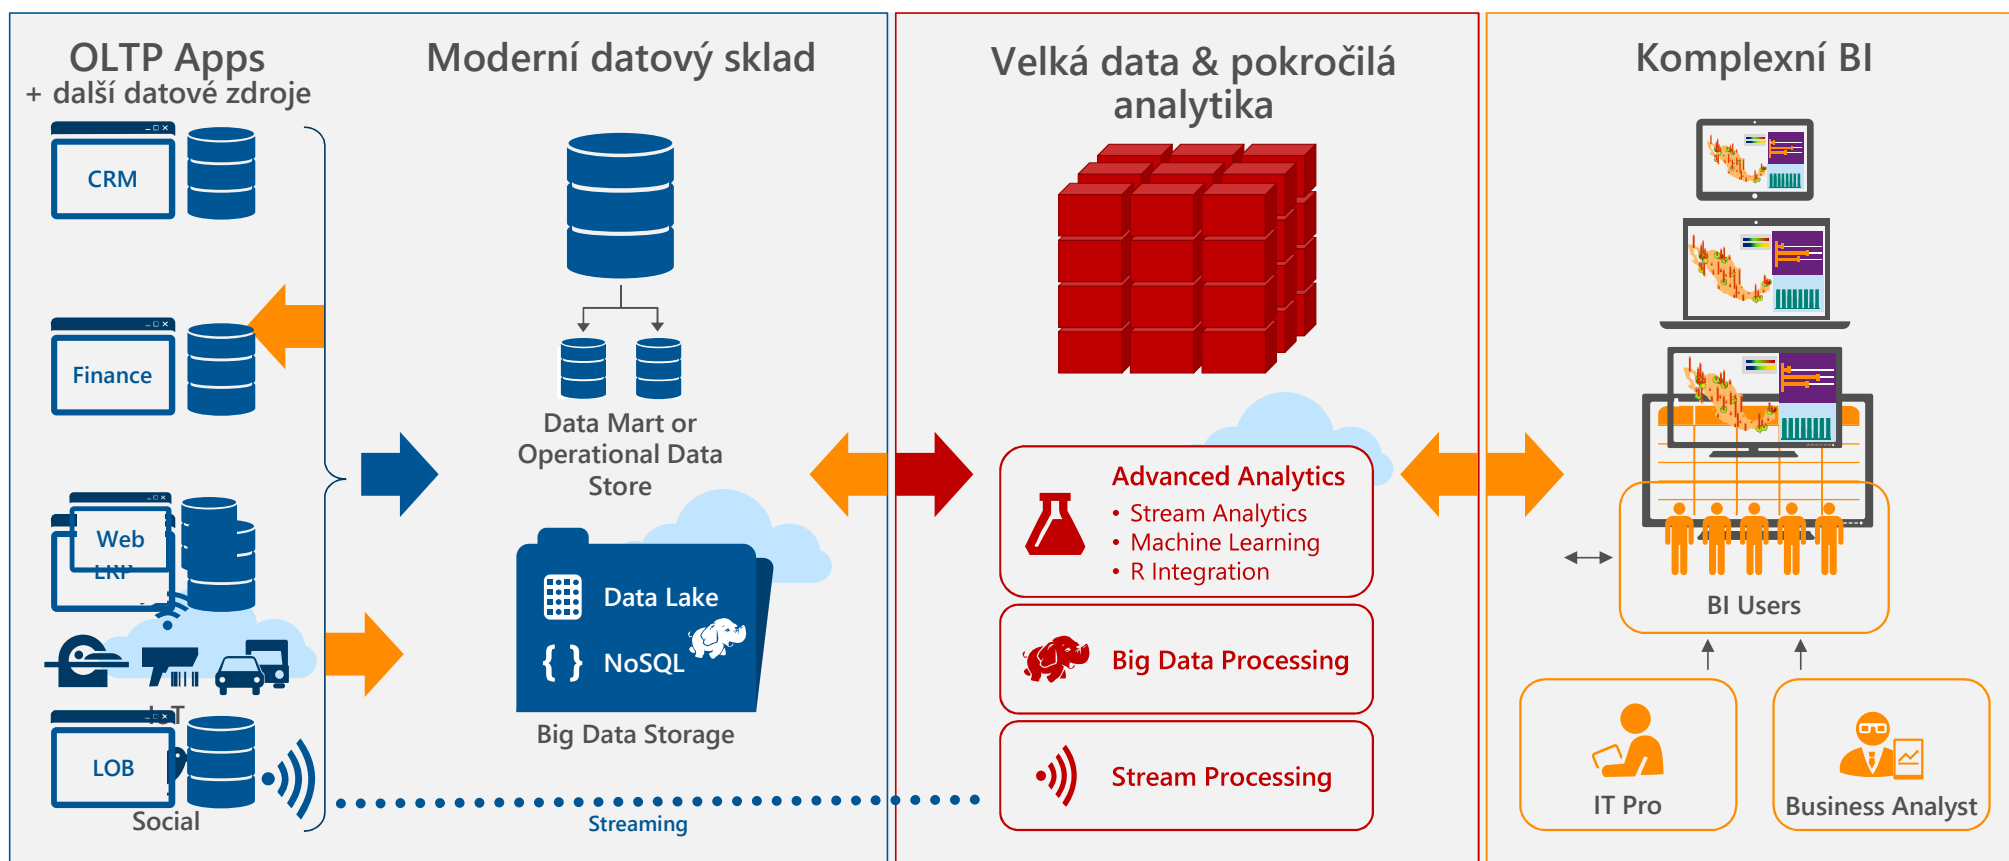 OLTP Apps
+ další datové zdroje
CRM
Finance
Web
ERP
IoT
LOB
Social
Moderní datový sklad
Data Mart or
Operational Data
Store
Data Lake
{ } NoSQL
Big Data Storage
Streaming
Velká data & pokročilá
analytika
Advanced Analytics
• Stream Analytics
• Machine Learning
• R Integration
Big Data Processing
Stream Processing
Komplexní BI
BI Users
IT Pro
Business Analyst